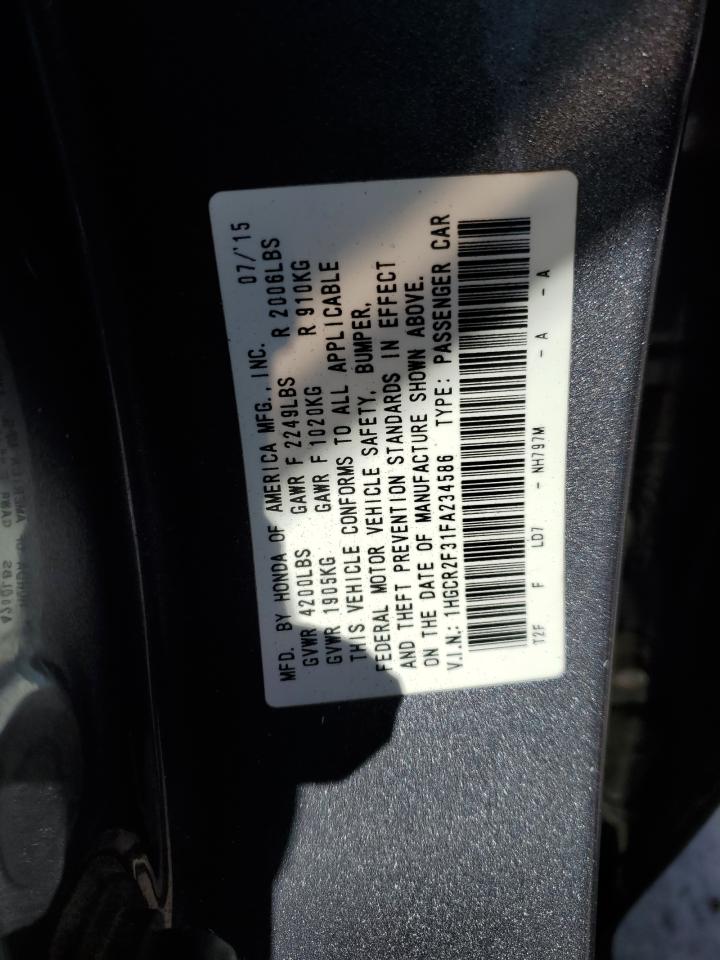 MFD. BY HONDA OF AMERICA MFG., INC. 07/'15
GVWR 4200LBS GAWR F 2249LBS R 2006LBS
GVWR 1905KG GAWR F 1020KG R 910KG
THIS VEHICLE CONFORMS TO ALL APPLICABLE
FEDERAL MOTOR VEHICLE SAFETY, BUMPER,
AND THEFT PREVENTION STANDARDS IN EFFECT
ON THE DATE OF MANUFACTURE SHOWN ABOVE.
V.I.N.: 1HGCR2F31FA234586 TYPE: PASSENGER CAR
T2F F LD7 - NH797M - A - A